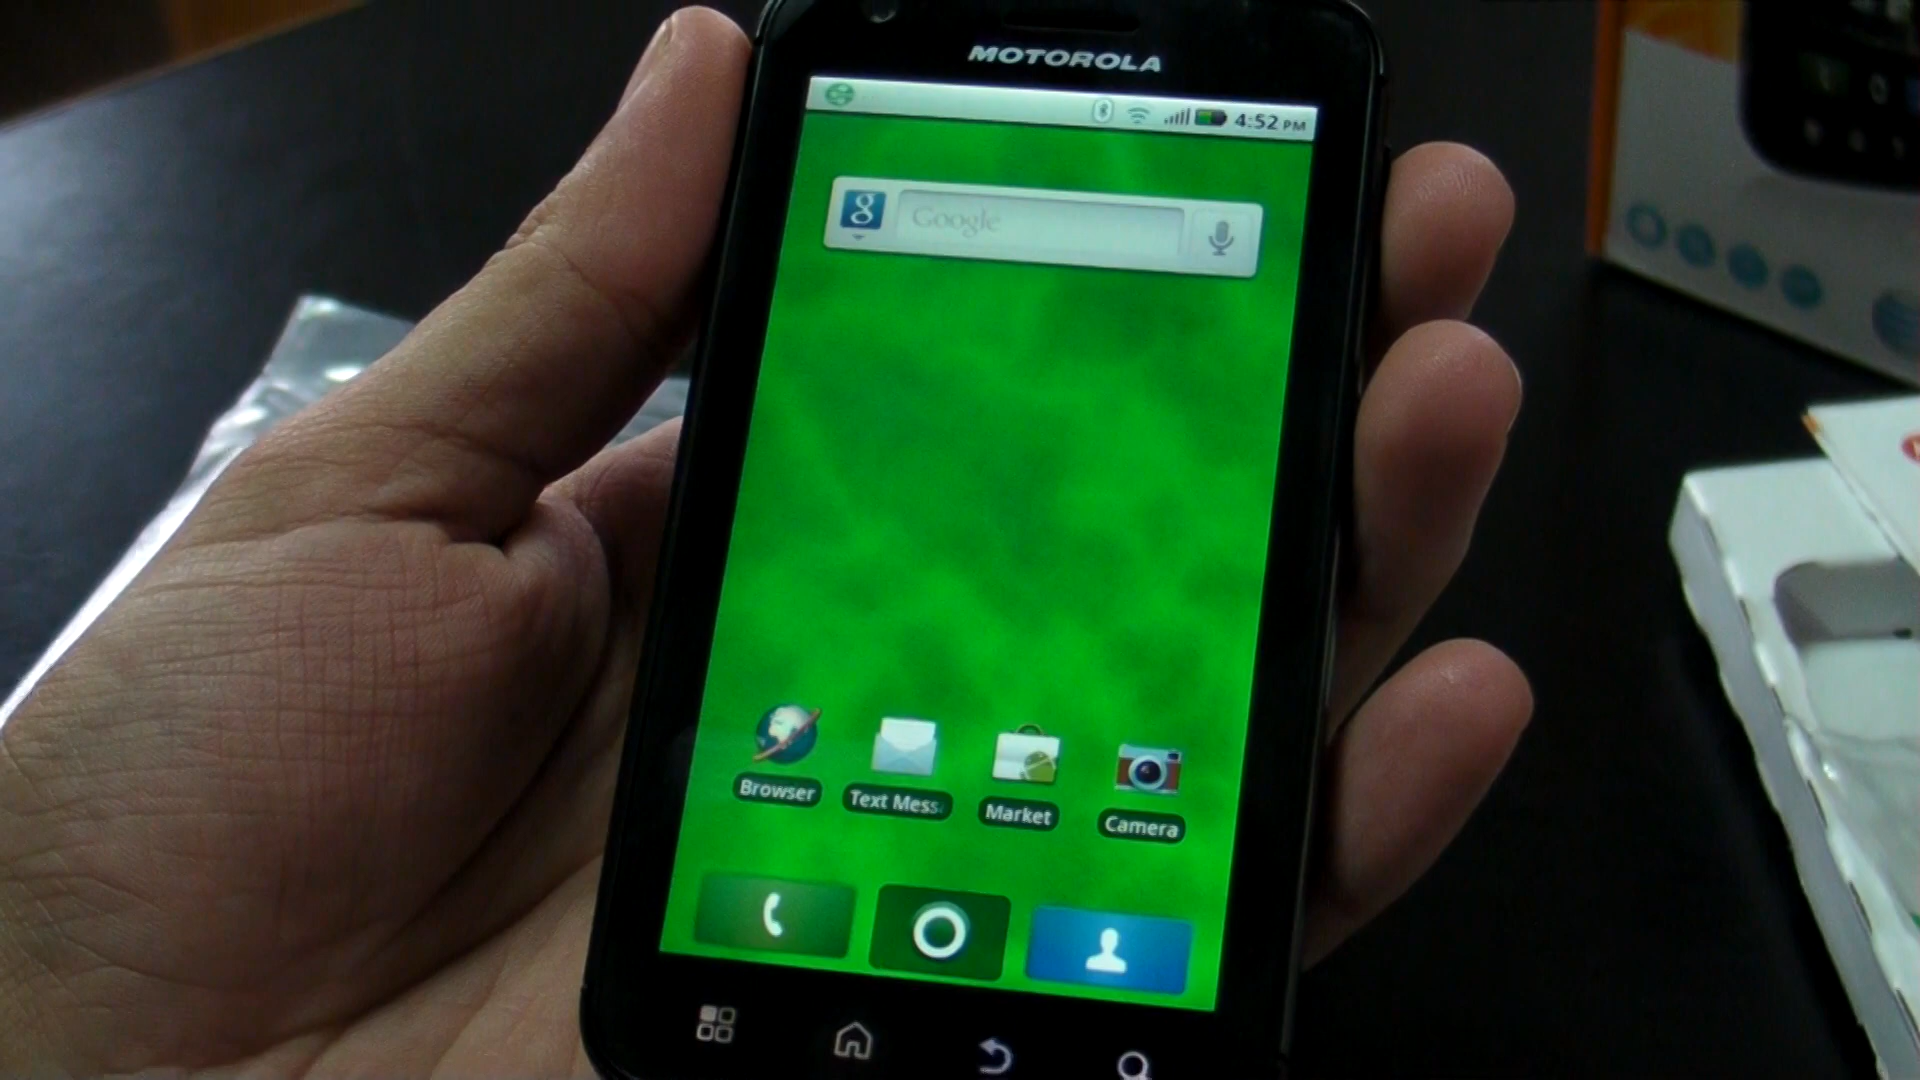 MOTOROLA
4:52 PM
g Google
Browser
Text Mess
Market
Camera